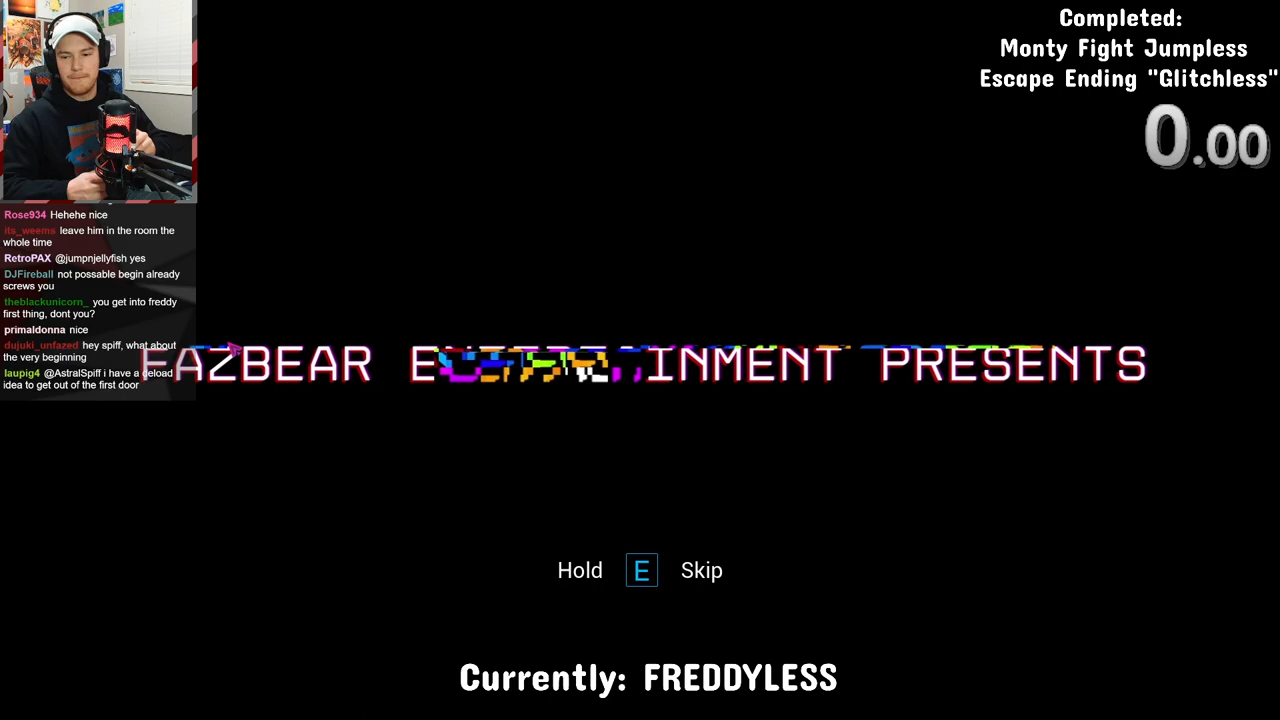 Completed:
Monty Fight Jumpless
Escape Ending "Glitchless"
0.00
Rose934 Hehehe nice
its_weems leave him in the room the
whole time
RetroPAX @jumpnjellyfish yes
DJFireball not possable begin already
screws you
theblackunicorn_ you get into freddy
first thing, dont you?
primaldonna nice
dujuki_unfazed hey spiff, what about
the very beginning
laupig4 @AstralSpiff i have a deload
idea to get out of the first door
FAZBEAR ENTERTAINMENT PRESENTS
Hold E Skip
Currently: FREDDYLESS